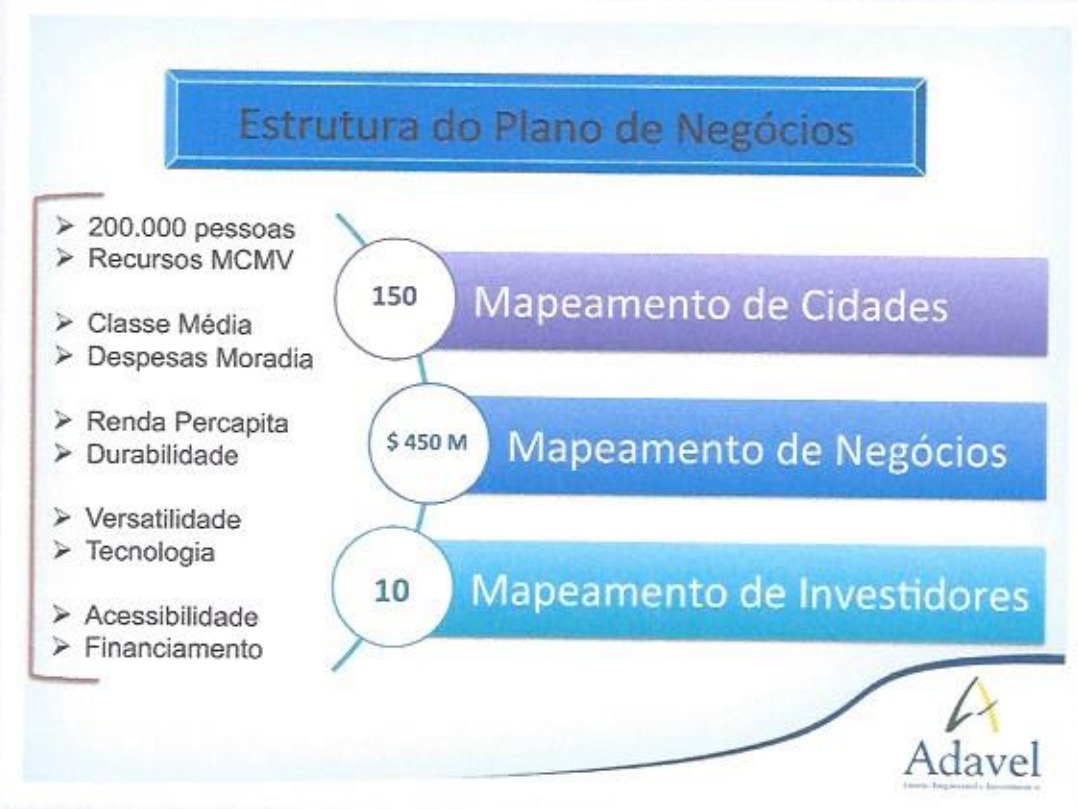 Estrutura do Plano de Negócios
➢ 200.000 pessoas
➢ Recursos MCMV
➢ Classe Média
➢ Despesas Moradia
➢ Renda Percapita
➢ Durabilidade
➢ Versatilidade
➢ Tecnologia
➢ Acessibilidade
➢ Financiamento
150
Mapeamento de Cidades
$ 450 M
Mapeamento de Negócios
10
Mapeamento de Investidores
Adavel